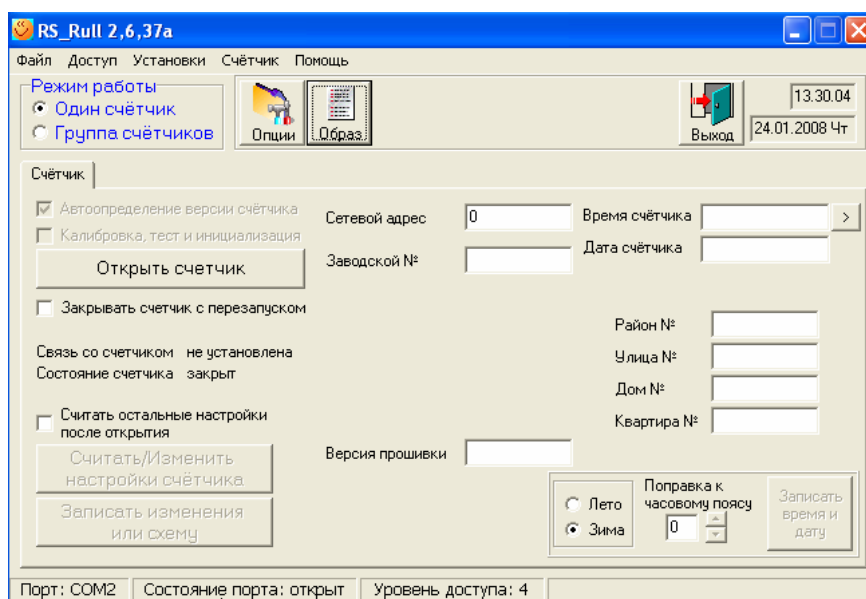 RS_Rull 2,6,37a
Файл Доступ Установки Счётчик Помощь
Режим работы
Один счётчик
Группа счётчиков
Опции
Образ
Выход
13.30.04
24.01.2008 Чт
Счётчик
Автоопределение версии счётчика
Калибровка, тест и инициализация
Открыть счетчик
Закрывать счетчик с перезапуском
Связь со счетчиком не установлена
Состояние счетчика закрыт
Считать остальные настройки
после открытия
Считать/Изменить
настройки счётчика
Записать изменения
или схему
Сетевой адрес 0
Заводской №
Версия прошивки
Время счётчика >
Дата счётчика
Район №
Улица №
Дом №
Квартира №
Лето
Зима
Поправка к
часовому поясу
0
Записать
время и
дату
Порт: COM2 Состояние порта: открыт Уровень доступа: 4